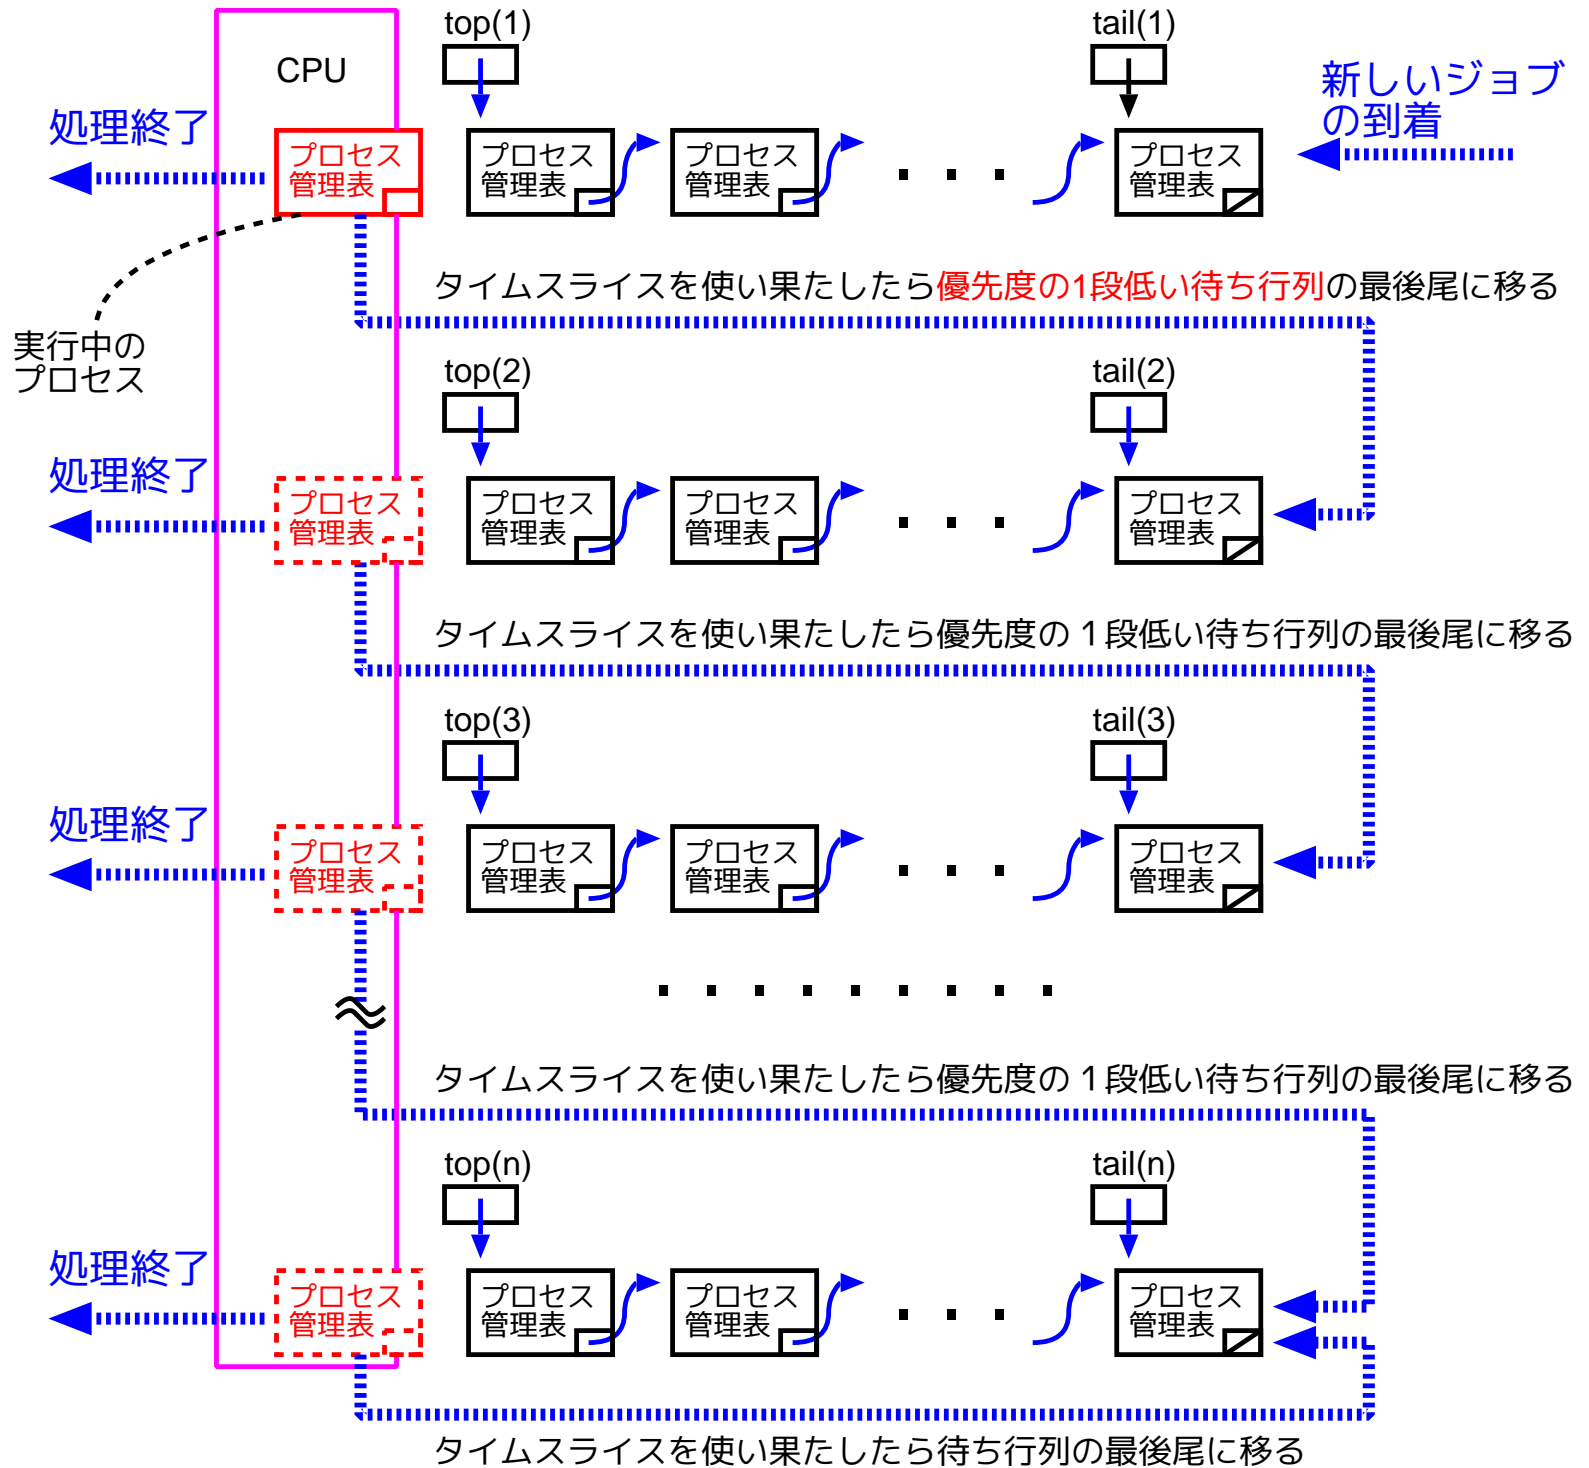 top(1)
tail(1)
CPU
新しいジョブ
の到着
処理終了
プロセス
管理表
プロセス
管理表
プロセス
管理表
プロセス
管理表
タイムスライスを使い果たしたら優先度の1段低い待ち行列の最後尾に移る
実行中の
プロセス
top(2)
tail(2)
処理終了
プロセス
管理表
プロセス
管理表
プロセス
管理表
プロセス
管理表
タイムスライスを使い果たしたら優先度の１段低い待ち行列の最後尾に移る
top(3)
tail(3)
処理終了
プロセス
管理表
プロセス
管理表
プロセス
管理表
プロセス
管理表
タイムスライスを使い果たしたら優先度の１段低い待ち行列の最後尾に移る
top(n)
tail(n)
処理終了
プロセス
管理表
プロセス
管理表
プロセス
管理表
プロセス
管理表
タイムスライスを使い果たしたら待ち行列の最後尾に移る